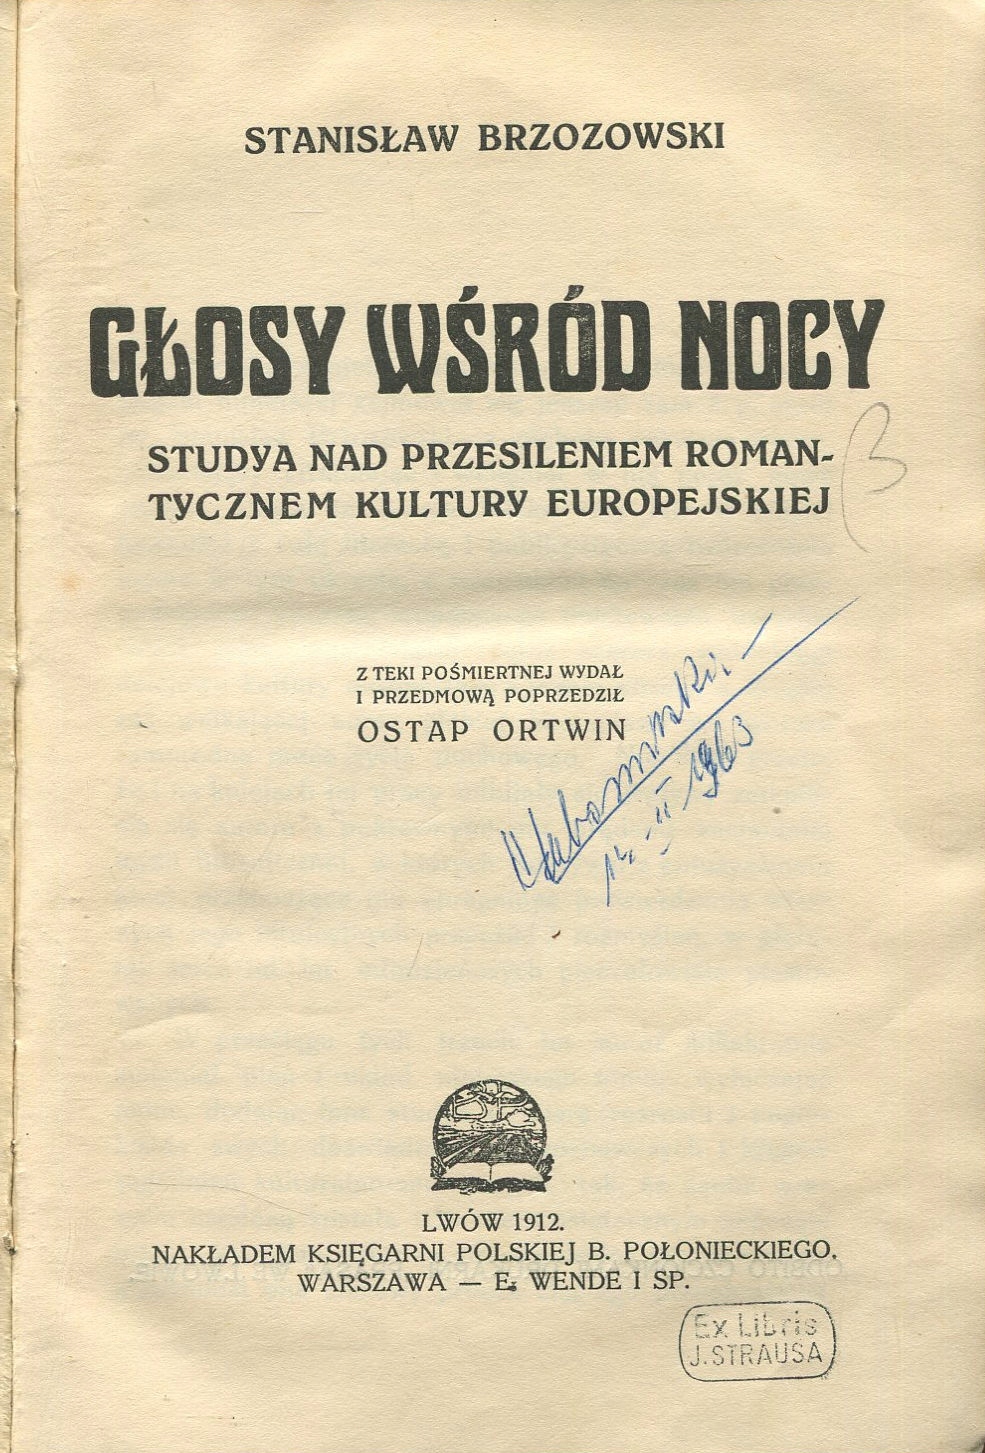 STANISŁAW BRZOZOWSKI
GŁOSY WŚRÓD NOCY
STUDYA NAD PRZESILENIEM ROMAN-
TYCZNEM KULTURY EUROPEJSKIEJ
Z TEKI POŚMIERTNEJ WYDAŁ
I PRZEDMOWĄ POPRZEDZIŁ
OSTAP ORTWIN
LWÓW 1912.
NAKŁADEM KSIĘGARNI POLSKIEJ B. POŁONIECKIEGO.
WARSZAWA — E. WENDE I SP.
Ex Libris
J. STRAUSA